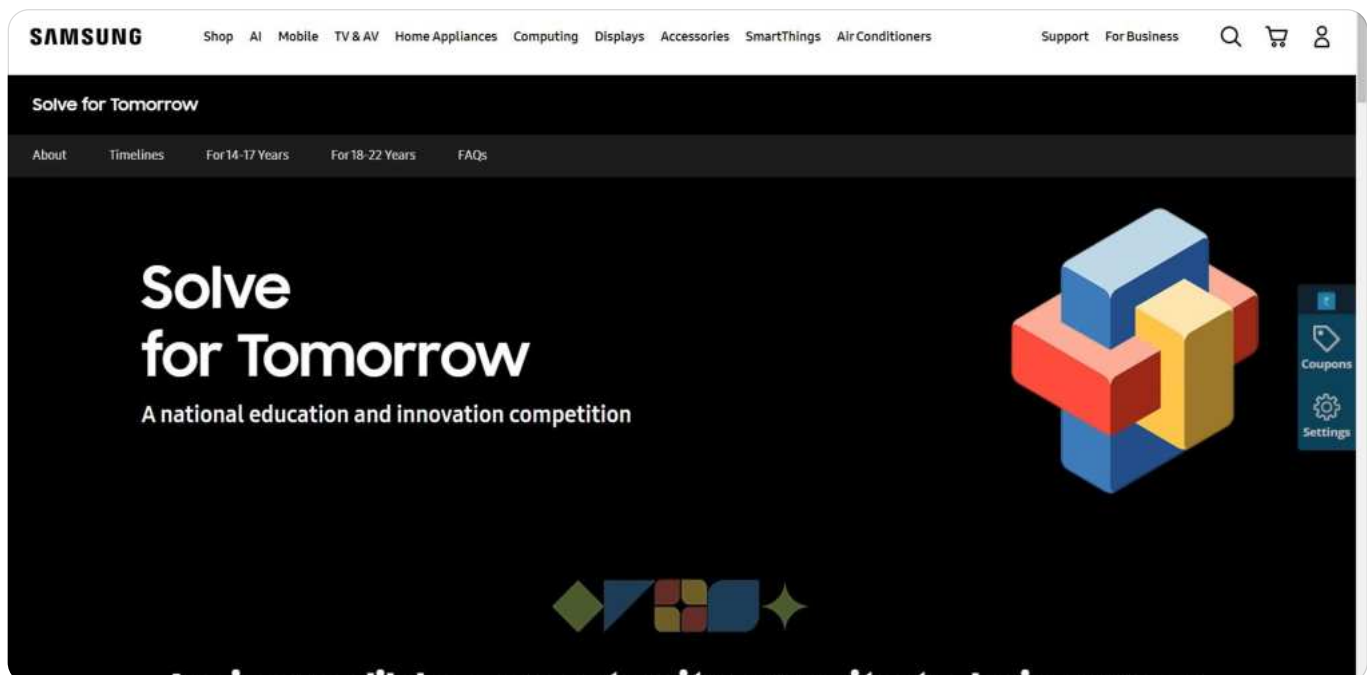 SAMSUNG Shop AI Mobile TV & AV Home Appliances Computing Displays Accessories SmartThings Air Conditioners Support For Business
Solve for Tomorrow
About Timelines For 14-17 Years For 18-22 Years FAQs
Solve
for Tomorrow
A national education and innovation competition
Coupons
Settings